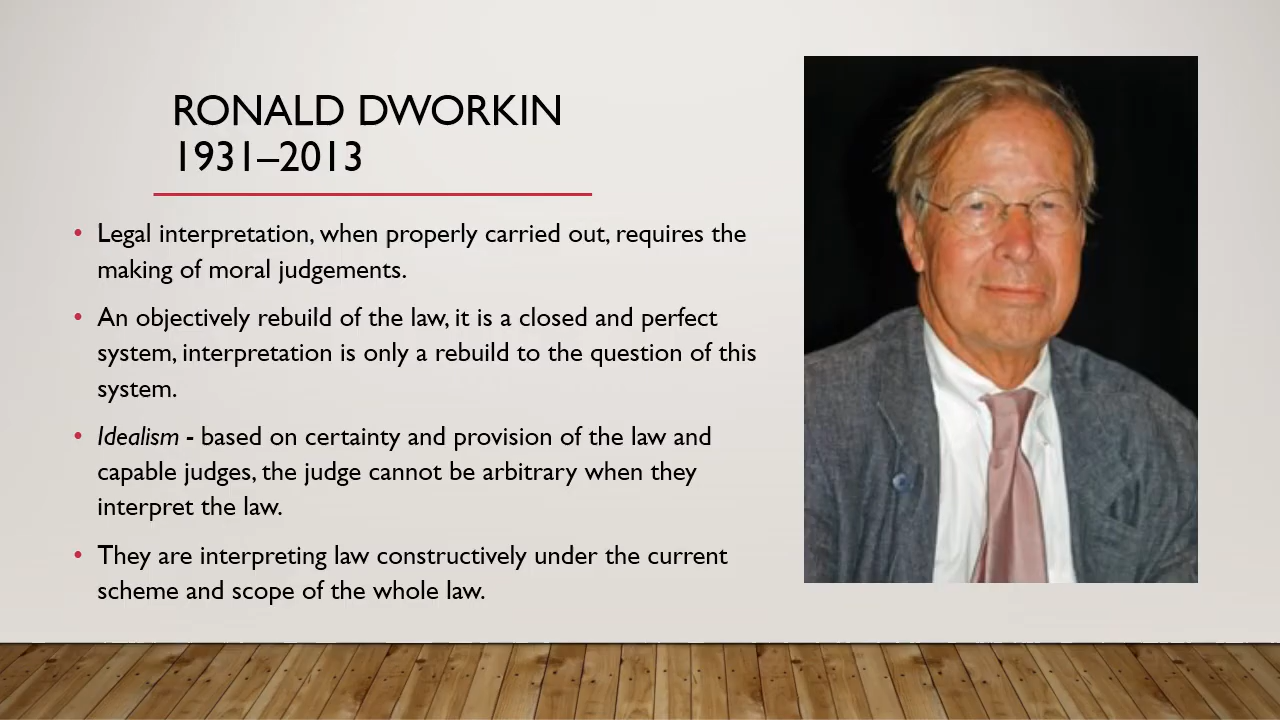 RONALD DWORKIN
1931–2013
• Legal interpretation, when properly carried out, requires the
making of moral judgements.
• An objectively rebuild of the law, it is a closed and perfect
system, interpretation is only a rebuild to the question of this
system.
• Idealism - based on certainty and provision of the law and
capable judges, the judge cannot be arbitrary when they
interpret the law.
• They are interpreting law constructively under the current
scheme and scope of the whole law.